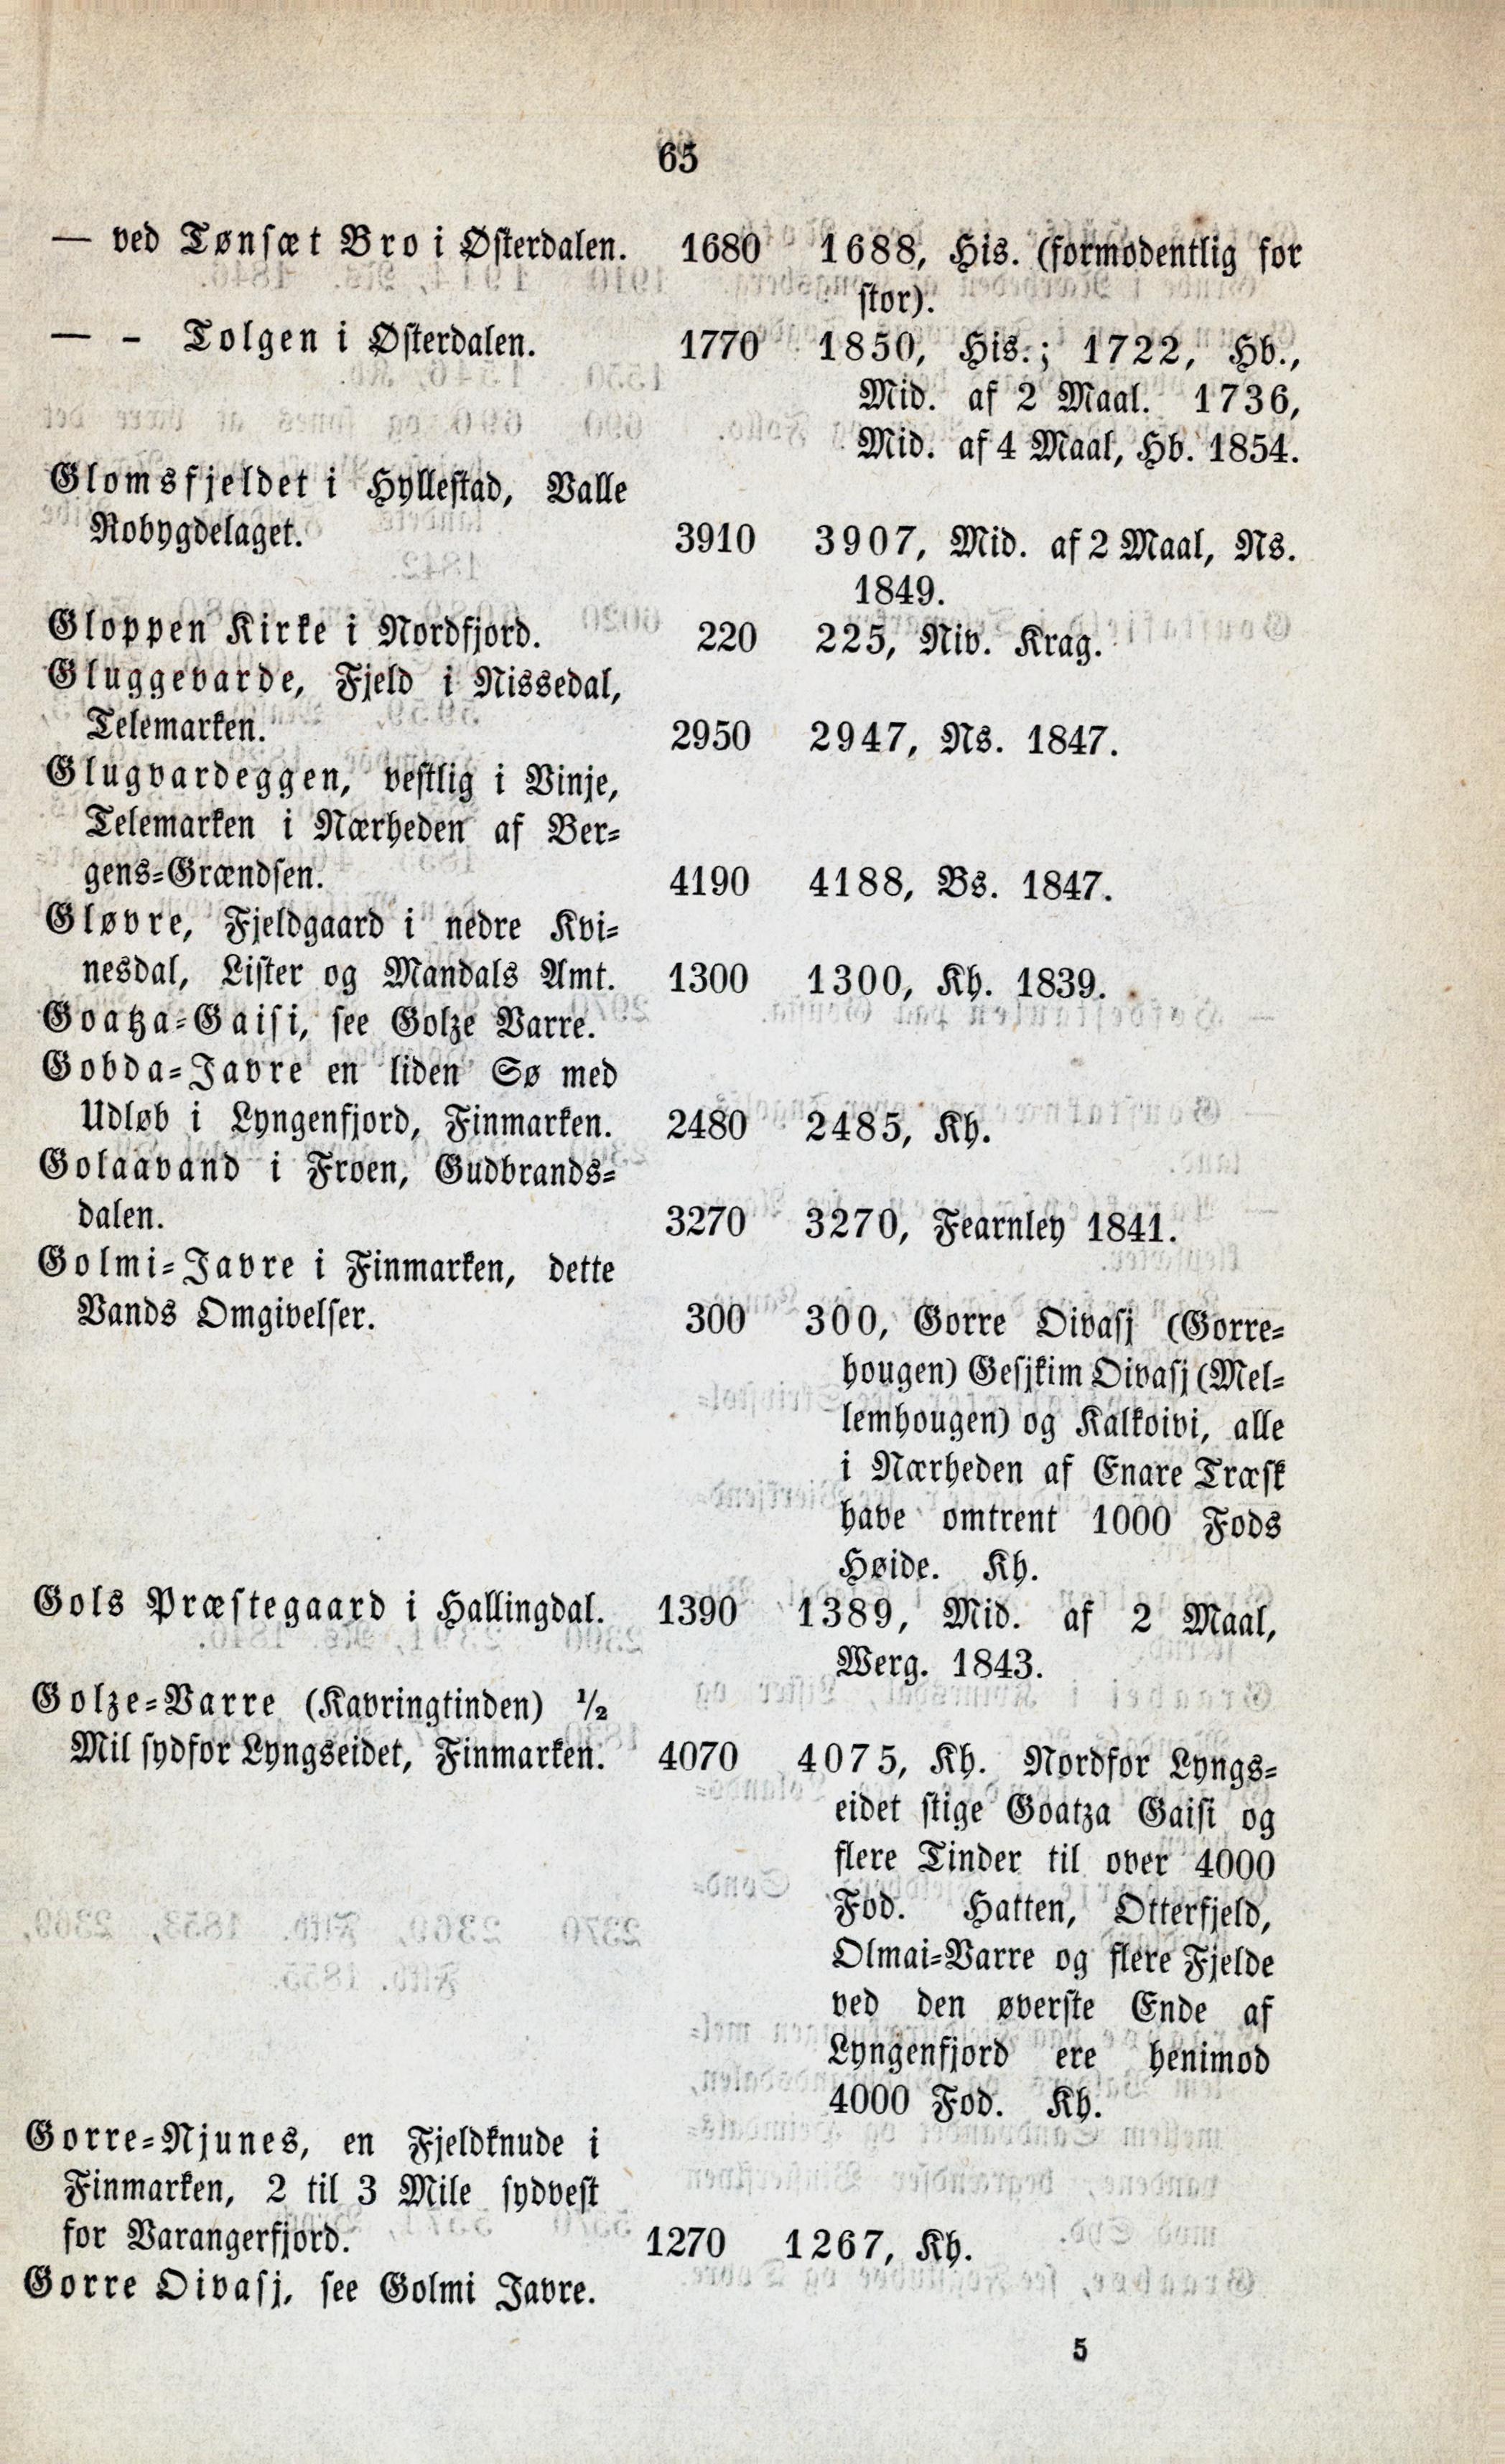 65
— ved Tønsæt Bro i Østerdalen. 1680 1688, His. (formodentlig for
stor).
— - Tolgen i Østerdalen. 1770 1850, His.; 1722, Hb.,
Mid. af 2 Maal. 1736,
Mid. af 4 Maal, Hb. 1854.
Glomsfjeldet i Hyllestad, Valle
Robygdelaget. 3910 3907, Mid. af 2 Maal, Ns.
1849.
Gloppen Kirke i Nordfjord. 220 225, Niv. Krag.
Gluggevarde, Fjeld i Nissedal,
Telemarken. 2950 2947, Ns. 1847.
Glugvardeggen, vestlig i Vinje,
Telemarken i Nærheden af Ber-
gens-Grændsen. 4190 4188, Bs. 1847.
Gløvre, Fjeldgaard i nedre Kvi-
nesdal, Lister og Mandals Amt. 1300 1300, Kh. 1839.
Goatza-Gaisi, see Golze Varre.
Gobda-Javre en liden Sø med
Udløb i Lyngenfjord, Finmarken. 2480 2485, Kh.
Golaavand i Froen, Gudbrands-
dalen. 3270 3270, Fearnley 1841.
Golmi-Javre i Finmarken, dette
Vands Omgivelser. 300 300, Gorre Oivasj (Gorre-
hougen) Gesjkim Oivasj (Mel-
lemhougen) og Kalkoivi, alle
i Nærheden af Enare Træsk
have omtrent 1000 Fods
Høide. Kh.
Gols Præstegaard i Hallingdal. 1390 1389, Mid. af 2 Maal,
Werg. 1843.
Golze-Varre (Kavringtinden) ½
Mil sydfor Lyngseidet, Finmarken. 4070 4075, Kh. Nordfor Lyngs-
eidet stige Goatza Gaisi og
flere Tinder til over 4000
Fod. Hatten, Otterfjeld,
Olmai-Varre og flere Fjelde
ved den øverste Ende af
Lyngenfjord ere henimod
4000 Fod. Kh.
Gorre-Njunes, en Fjeldknude i
Finmarken, 2 til 3 Mile sydvest
for Varangerfjord. 1270 1267, Kh.
Gorre Oivasj, see Golmi Javre.
5